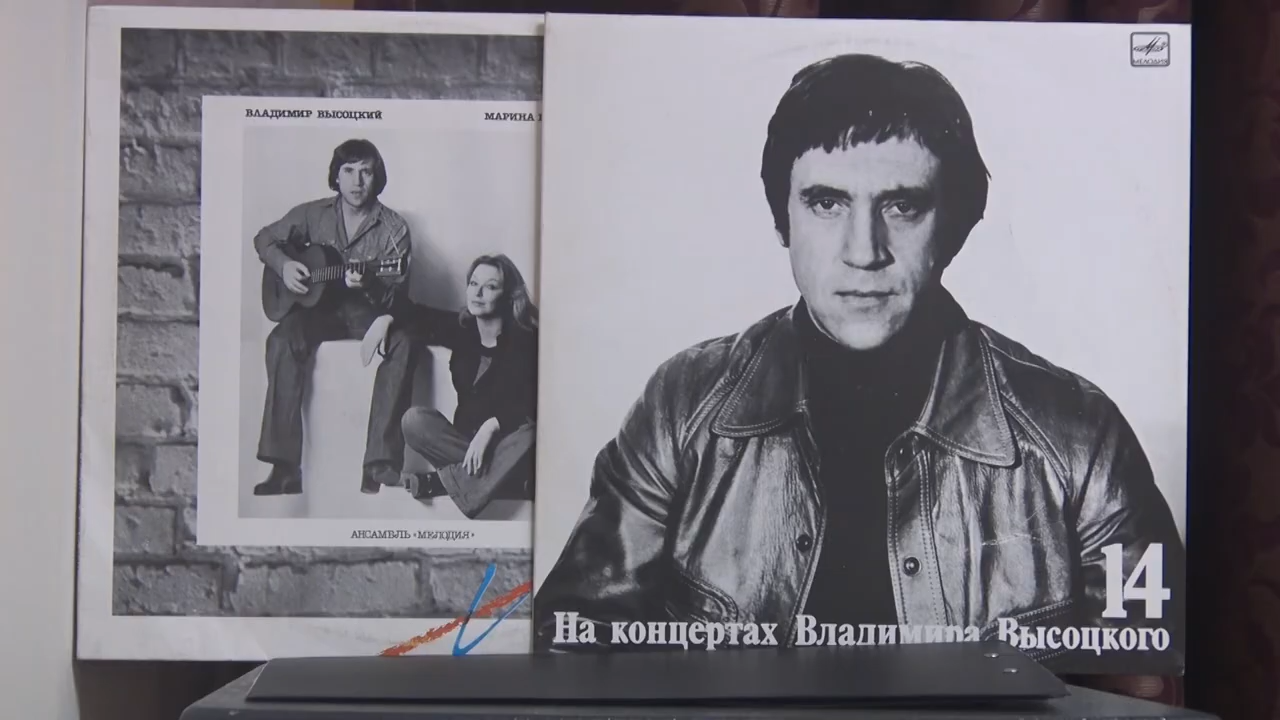 ВЛАДИМИР ВЫСОЦКИЙ
МАРИНА
АНСАМБЛЬ «МЕЛОДИЯ»
МЕЛОДИЯ
14
На концертах Владимира Высоцкого